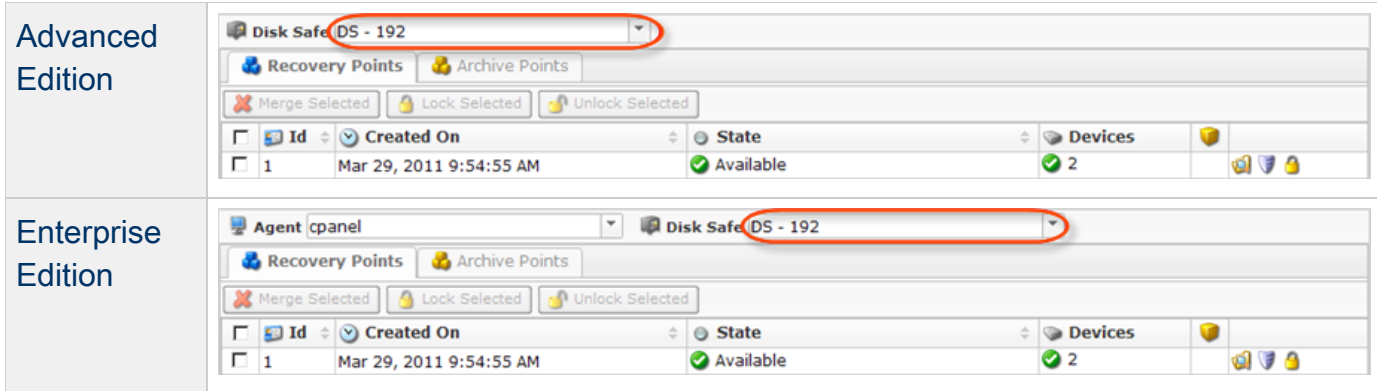 Advanced
Edition
Disk Safe DS - 192
Recovery Points Archive Points
Merge Selected Lock Selected Unlock Selected
Id Created On State Devices
1 Mar 29, 2011 9:54:55 AM Available 2
Enterprise
Edition
Agent cpanel Disk Safe DS - 192
Recovery Points Archive Points
Merge Selected Lock Selected Unlock Selected
Id Created On State Devices
1 Mar 29, 2011 9:54:55 AM Available 2